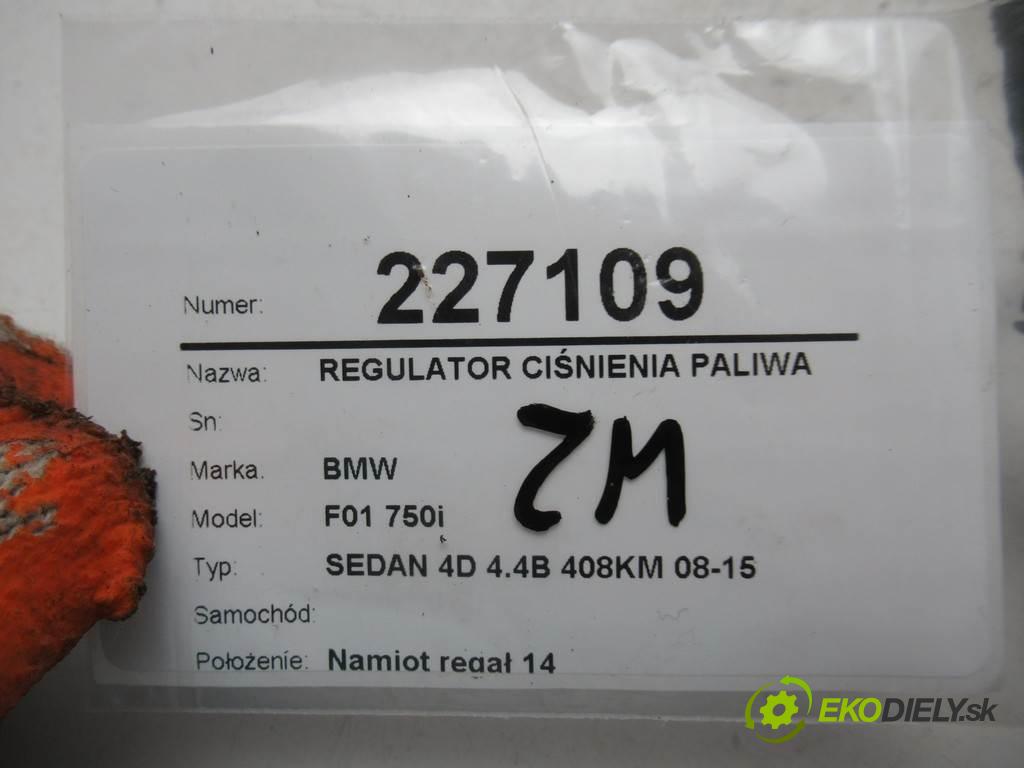 Numer: 227109
Nazwa: REGULATOR CIŚNIENIA PALIWA
Sn:
Marka. BMW
Model: F01 750i
Typ: SEDAN 4D 4.4B 408KM 08-15
Samochód:
Położenie: Namiot regał 14
EKODIELY.sk